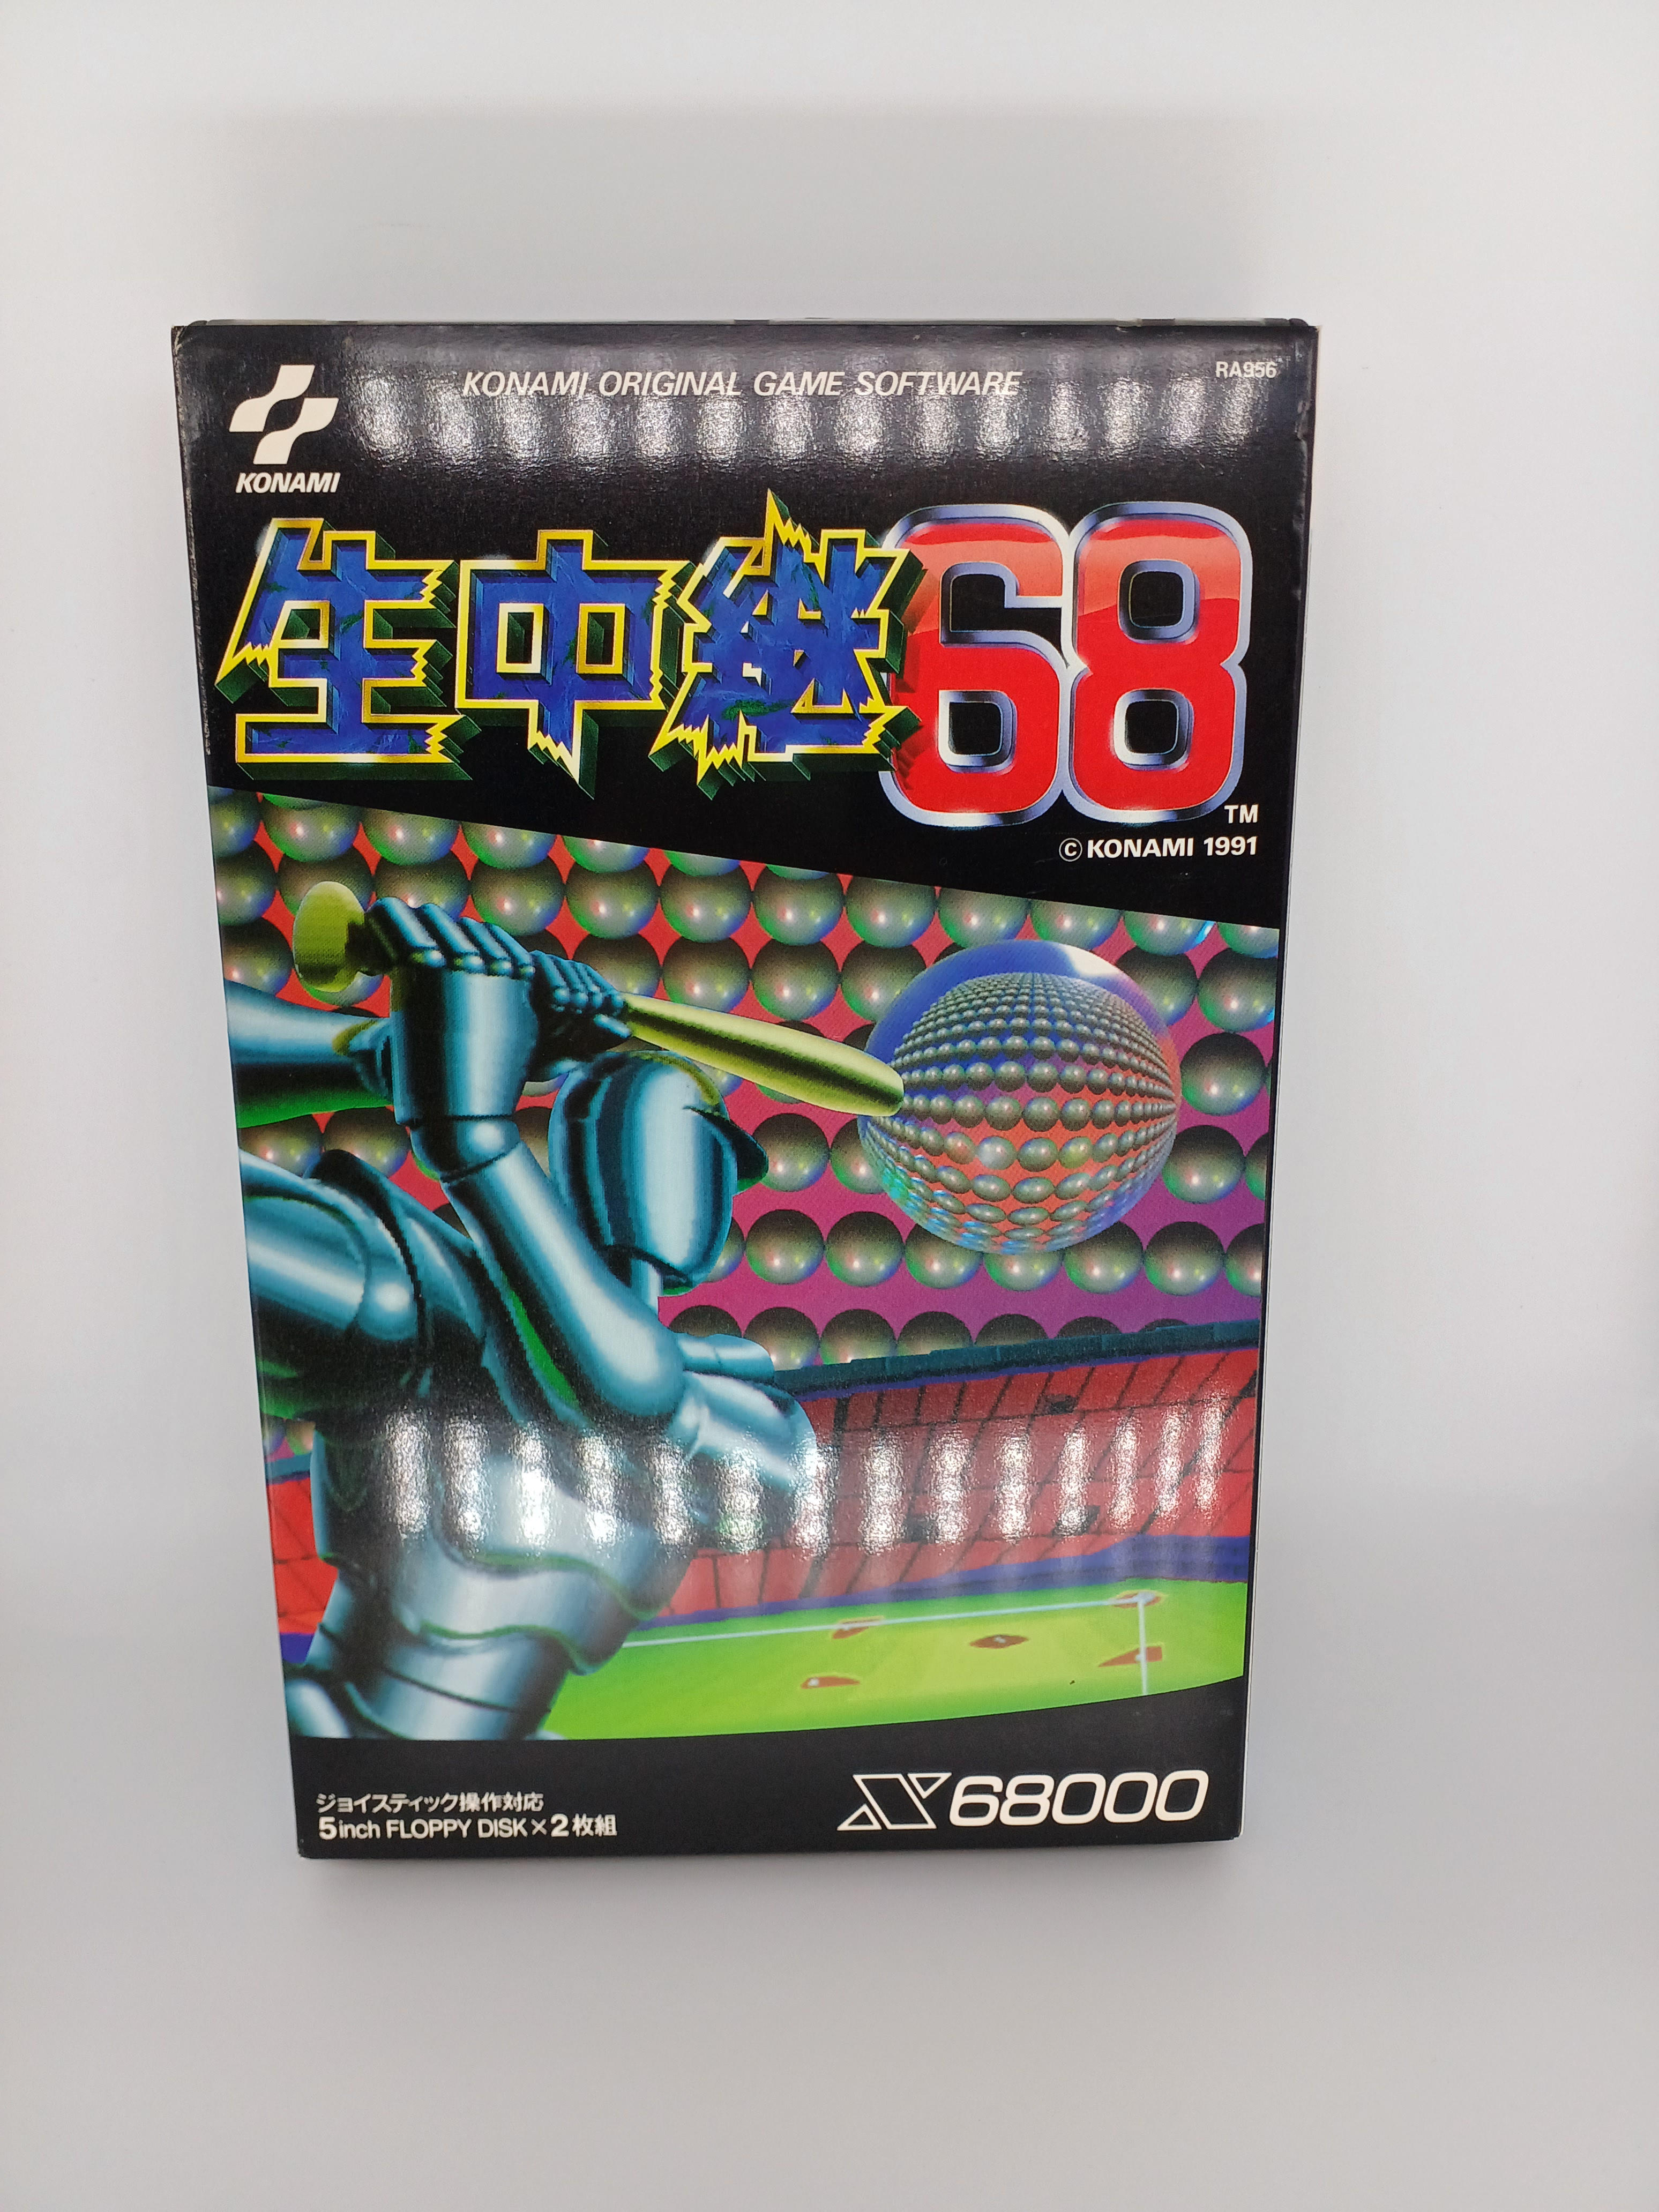 KONAMI ORIGINAL GAME SOFTWARE
RA956
KONAMI
生中継68
TM
©KONAMI 1991
ジョイスティック操作対応
5inch FLOPPY DISK×2枚組
X68000